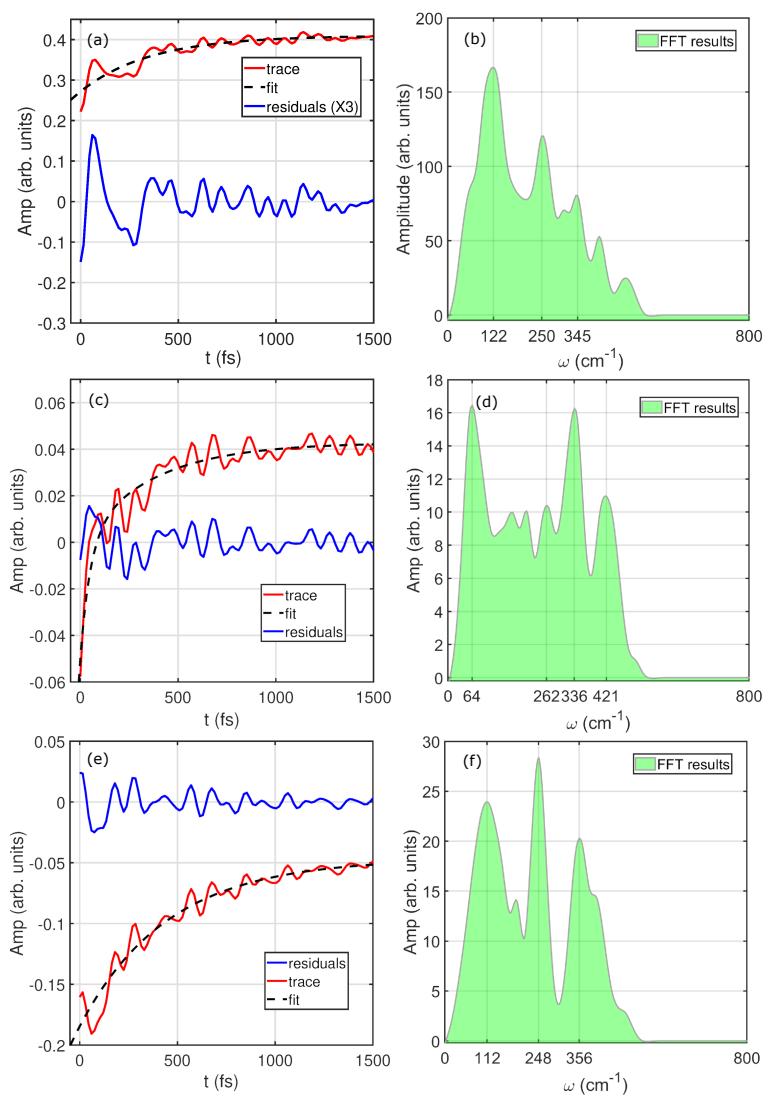 (a)
0.4
0.3
0.2
0.1
0
-0.1
-0.2
-0.3
Amp (arb. units)
trace
fit
residuals (X3)
0 500 1000 1500
t (fs)
(b)
200
150
100
50
0
Amplitude (arb. units)
FFT results
0 122 250 345 800
ω (cm⁻¹)
(c)
0.06
0.04
0.02
0
-0.02
-0.04
-0.06
Amp (arb. units)
trace
fit
residuals
0 500 1000 1500
t (fs)
(d)
18
16
14
12
10
8
6
4
2
0
Amp (arb. units)
FFT results
0 64 262 336 421 800
ω (cm⁻¹)
(e)
0.05
0
-0.05
-0.1
-0.15
-0.2
Amp (arb. units)
residuals
trace
fit
0 500 1000 1500
t (fs)
(f)
30
25
20
15
10
5
0
Amp (arb. units)
FFT results
0 112 248 356 800
ω (cm⁻¹)